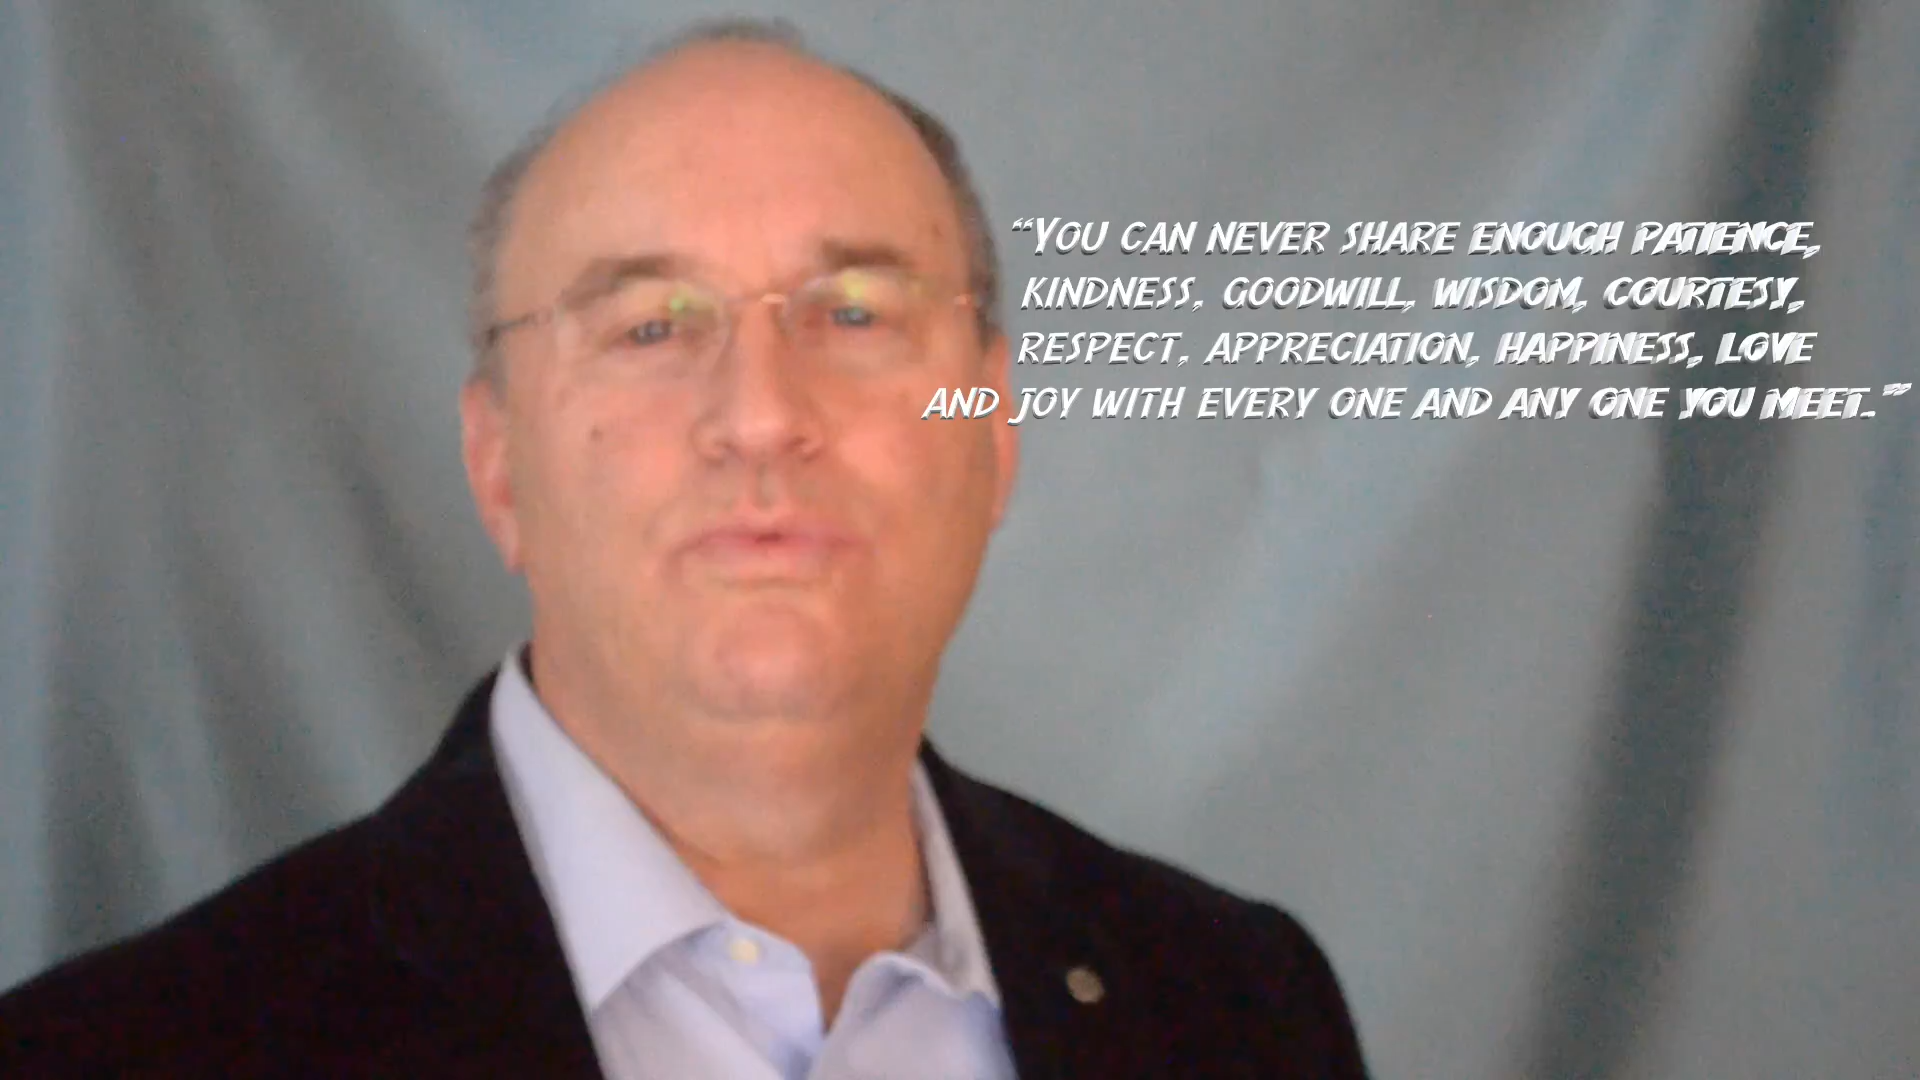 “You can never share enough patience,
kindness, goodwill, wisdom, courtesy,
respect, appreciation, happiness, love
and joy with every one and any one you meet.”